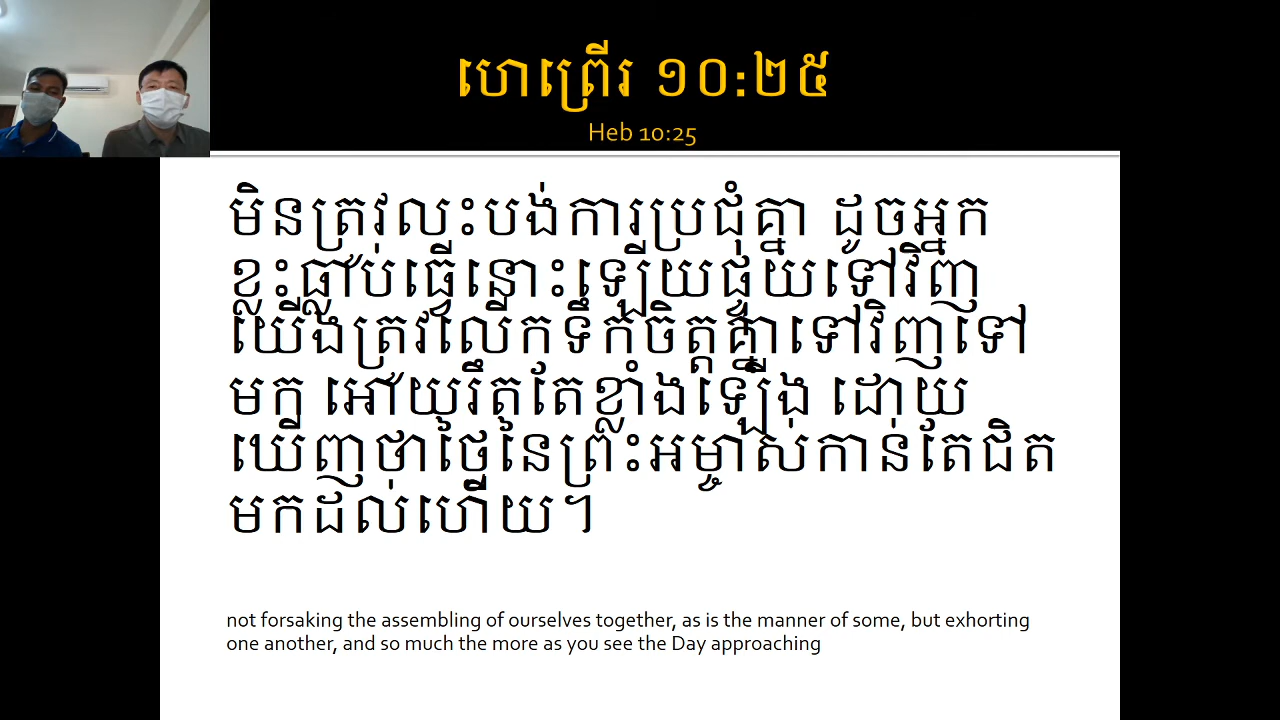 ហេព្រើរ ១០:២៥
Heb 10:25
មិនត្រូវលះបង់ការប្រជុំគ្នា ដូចអ្នក
ខ្លះធ្លាប់ធ្វើនោះឡើយផ្ទុយទៅវិញ
យើងត្រូវលើកទឹកចិត្តគ្នាទៅវិញទៅ
មក អោយរឹតតែខ្លាំងឡើង ដោយ
ឃើញថាថ្ងៃនៃព្រះអម្ចាស់កាន់តែជិត
មកដល់ហើយ។
not forsaking the assembling of ourselves together, as is the manner of some, but exhorting
one another, and so much the more as you see the Day approaching